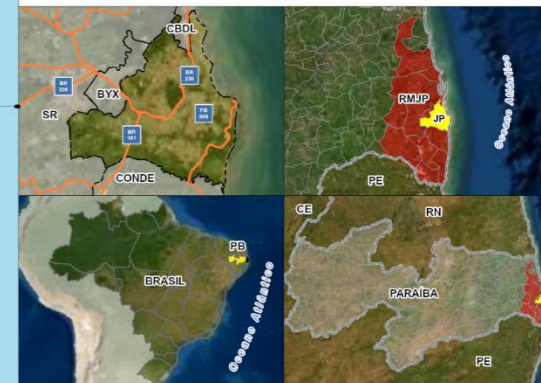 CBDL
BR
230
BR
230
BYX
SR
PB
008
BR
101
CONDE
RMJP
JP
PE
Oceano Atlântico
PB
BRASIL
Oceano Atlântico
CE
RN
PARAÍBA
PE